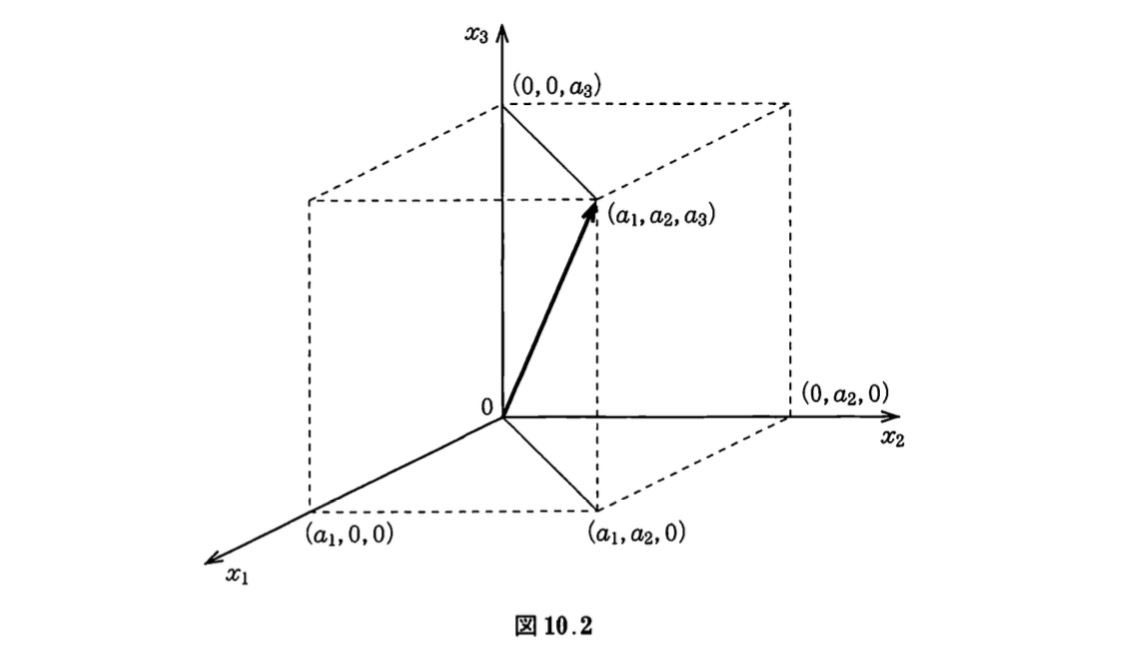 x₃
(0,0,a₃)
(a₁,a₂,a₃)
0
(0,a₂,0)
x₂
(a₁,0,0)
(a₁,a₂,0)
x₁
図 10.2